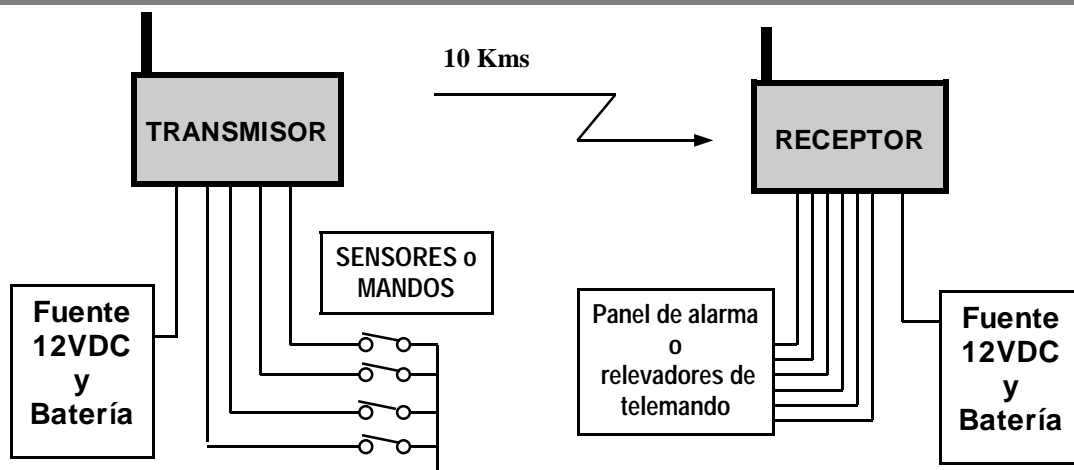 10 Kms
TRANSMISOR
RECEPTOR
SENSORES o
MANDOS
Fuente
12VDC
y
Batería
Panel de alarma
o
relevadores de
telemando
Fuente
12VDC
y
Batería